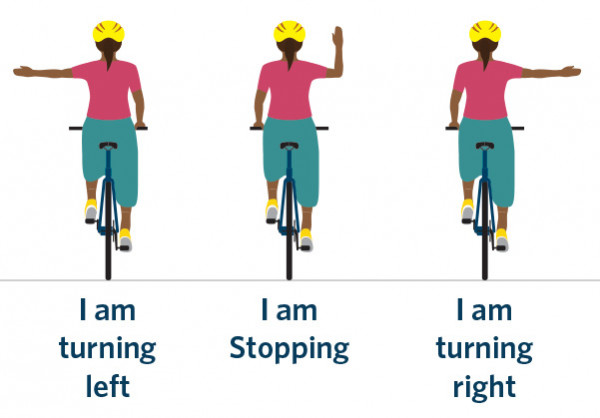 I am
turning
left
I am
Stopping
I am
turning
right